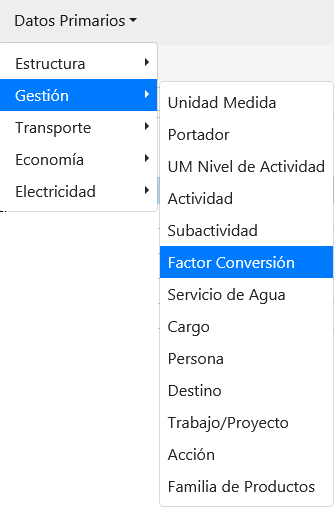 Datos Primarios
Estructura
Gestión
Transporte
Economía
Electricidad
Unidad Medida
Portador
UM Nivel de Actividad
Actividad
Subactividad
Factor Conversión
Servicio de Agua
Cargo
Persona
Destino
Trabajo/Proyecto
Acción
Familia de Productos